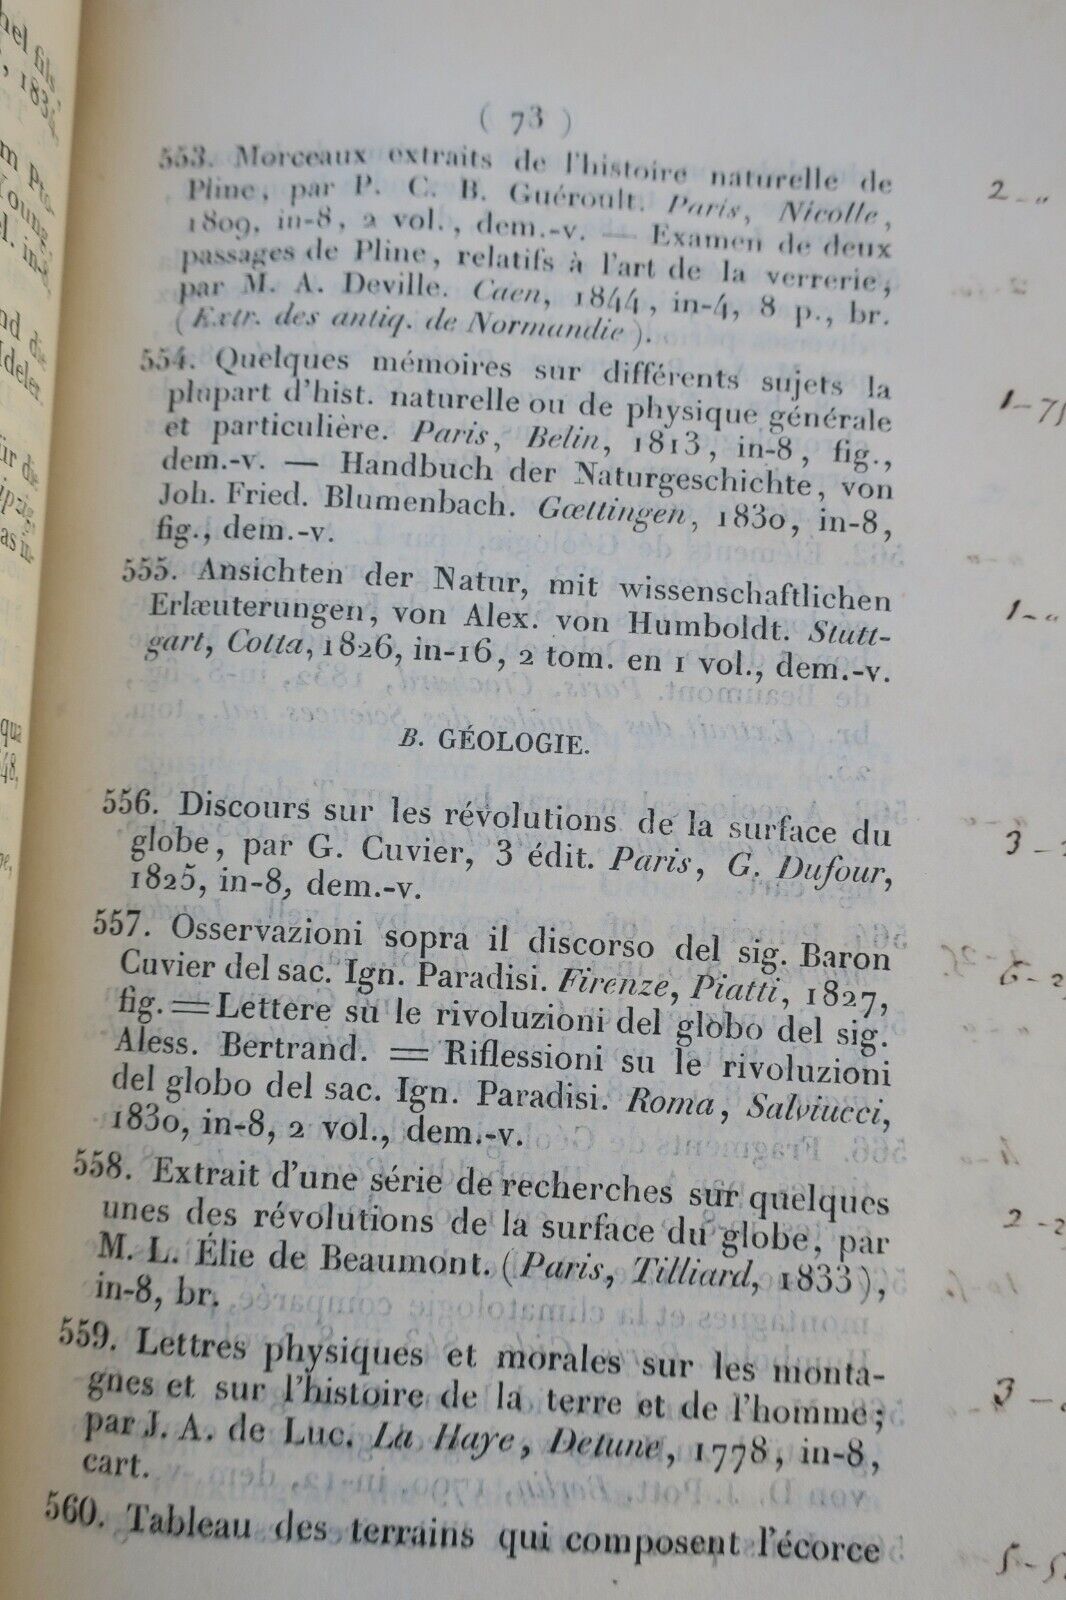 ( 73 )
553. Morceaux extraits de l'histoire naturelle de
Pline, par P. C. B. Guéroult. Paris, Nicolle,
1809, in-8, 2 vol., dem.-v. — Examen de deux
passages de Pline, relatifs à l'art de la verrerie,
par M. A. Deville. Caen, 1844, in-4, 8 p., br.
(Extr. des antiq. de Normandie).
554. Quelques mémoires sur différents sujets la
plupart d'hist. naturelle ou de physique générale
et particulière. Paris, Belin, 1813, in-8, fig.,
dem.-v. — Handbuch der Naturgeschichte, von
Joh. Fried. Blumenbach. Gœttingen, 1830, in-8,
fig., dem.-v.
555. Ansichten der Natur, mit wissenschaftlichen
Erlæuterungen, von Alex. von Humboldt. Stutt-
gart, Cotta, 1826, in-16, 2 tom. en 1 vol., dem.-v.
B. GÉOLOGIE.
556. Discours sur les révolutions de la surface du
globe, par G. Cuvier, 3 édit. Paris, G. Dufour,
1825, in-8, dem.-v.
557. Osservazioni sopra il discorso del sig. Baron
Cuvier del sac. Ign. Paradisi. Firenze, Piatti, 1827,
fig. = Lettere su le rivoluzioni del globo del sig.
Aless. Bertrand. = Riflessioni su le rivoluzioni
del globo del sac. Ign. Paradisi. Roma, Salviucci,
1830, in-8, 2 vol., dem.-v.
558. Extrait d'une série de recherches sur quelques
unes des révolutions de la surface du globe, par
M. L. Élie de Beaumont. (Paris, Tilliard, 1833),
in-8, br.
559. Lettres physiques et morales sur les monta-
gnes et sur l'histoire de la terre et de l'homme;
par J. A. de Luc. La Haye, Detune, 1778, in-8,
cart.
560. Tableau des terrains qui composent l'écorce